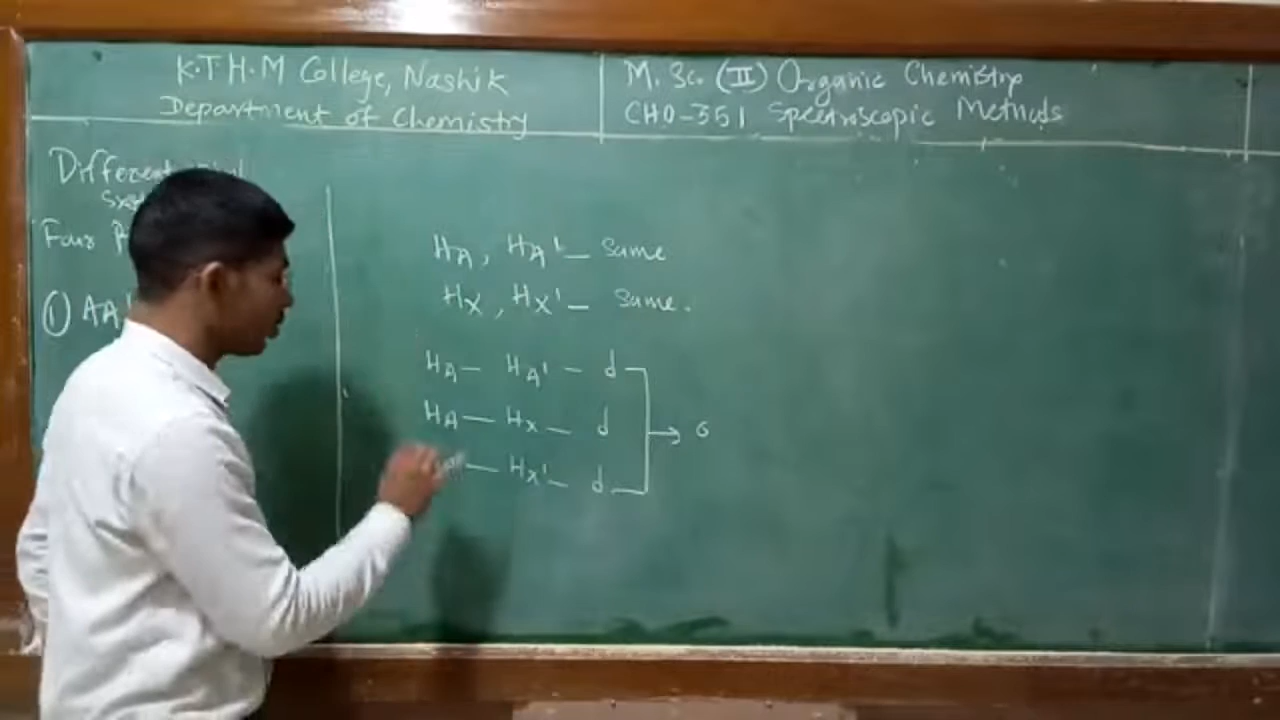 K.T.H.M College, Nashik
Department of Chemistry
M. Sc. (II) Organic Chemistry
CHO-351 Spectroscopic Methods
Different
Four
① AA'
HA, HA' — Same
HX, HX' — Same.
HA — HA' — d
HA — HX — d
— HX' — d
→ 6